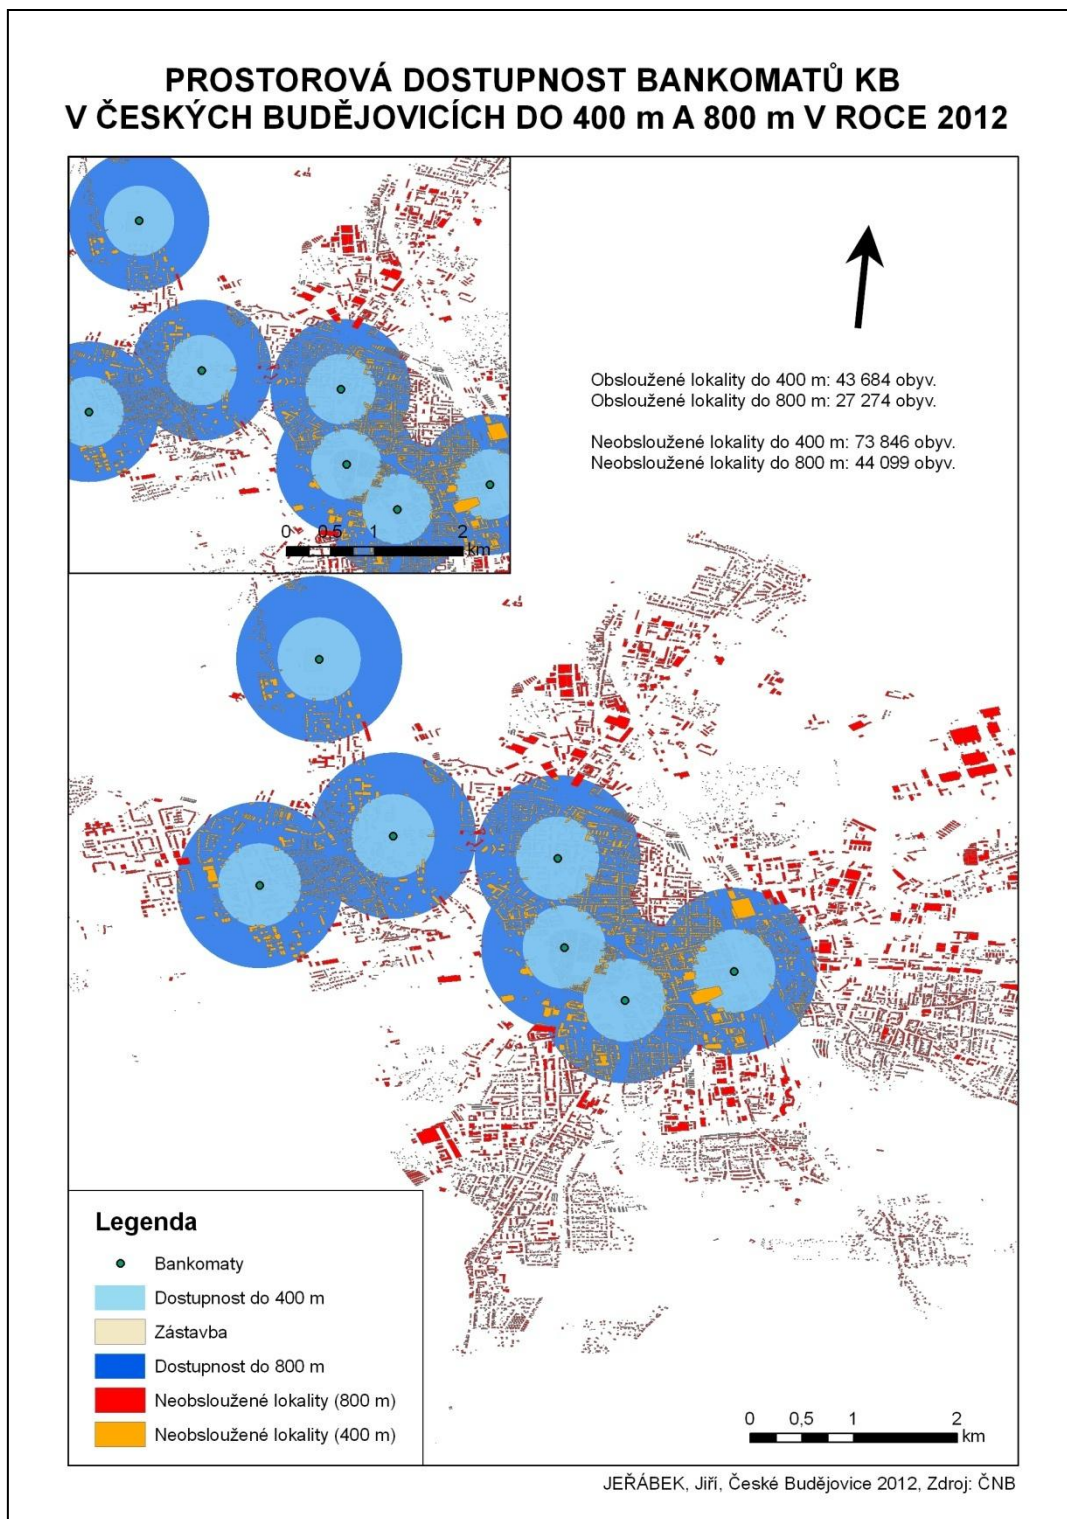 PROSTOROVÁ DOSTUPNOST BANKOMATŮ KB
V ČESKÝCH BUDĚJOVICÍCH DO 400 m A 800 m V ROCE 2012
Obsloužené lokality do 400 m: 43 684 obyv.
Obsloužené lokality do 800 m: 27 274 obyv.
Neobsloužené lokality do 400 m: 73 846 obyv.
Neobsloužené lokality do 800 m: 44 099 obyv.
0 0,5 1 2
km
Legenda
Bankomaty
Dostupnost do 400 m
Zástavba
Dostupnost do 800 m
Neobsloužené lokality (800 m)
Neobsloužené lokality (400 m)
0 0,5 1 2
km
JEŘÁBEK, Jiří, České Budějovice 2012, Zdroj: ČNB